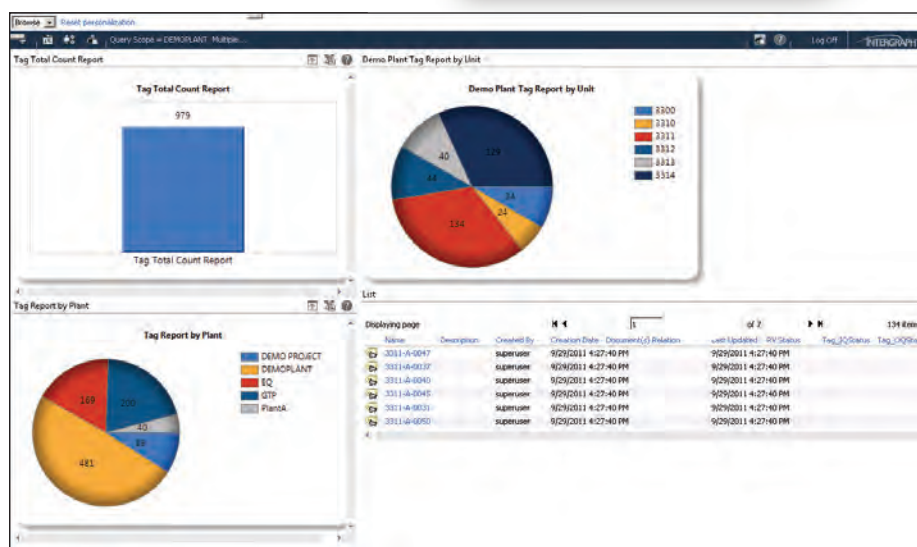 Browse Reset personalization
Query Scope = DEMOPLANT Multiple...
Log Off INTERGRAPH
Tag Total Count Report
Tag Total Count Report
979
Tag Total Count Report
Demo Plant Tag Report by Unit
Demo Plant Tag Report by Unit
129
40
44
134
24
3300
3310
3311
3312
3313
3314
Tag Report by Plant
Tag Report by Plant
169
200
40
481
DEMO PROJECT
DEMOPLANT
EQ
GTP
PlantA
List
Displaying page 1 of 7
Name Description Created By Creation Date Document(s) Relation Last Updated RV Status
3311-A-0047 superuser 9/29/2011 4:27:40 PM 9/29/2011 4:27:40 PM
3311-A-0037 superuser 9/29/2011 4:27:40 PM 9/29/2011 4:27:40 PM
3311-A-0040 superuser 9/29/2011 4:27:40 PM 9/29/2011 4:27:40 PM
3311-A-0045 superuser 9/29/2011 4:27:40 PM 9/29/2011 4:27:40 PM
3311-A-0031 superuser 9/29/2011 4:27:40 PM 9/29/2011 4:27:40 PM
3311-A-0050 superuser 9/29/2011 4:27:40 PM 9/29/2011 4:27:40 PM